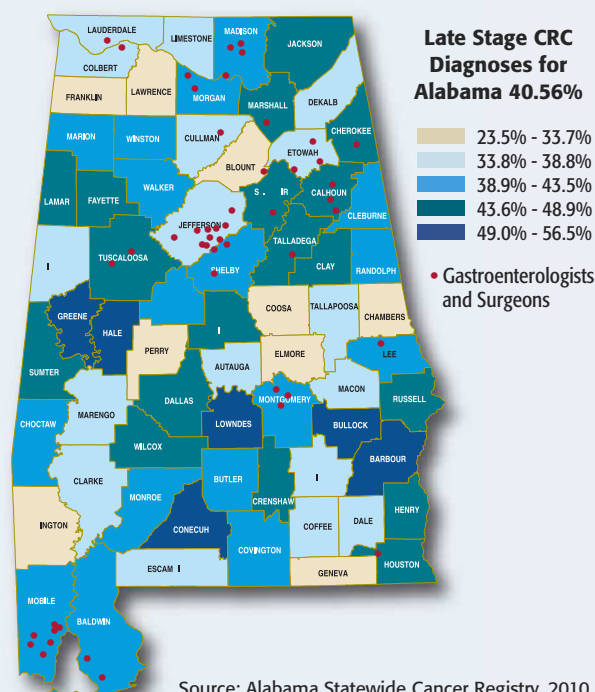 LAUDERDALE
LIMESTONE
MADISON
JACKSON
COLBERT
FRANKLIN
LAWRENCE
MORGAN
MARSHALL
DEKALB
CHEROKEE
MARION
WINSTON
CULLMAN
ETOWAH
BLOUNT
WALKER
LAMAR
FAYETTE
S . IR
CALHOUN
CLEBURNE
JEFFERSON
TALLADEGA
TUSCALOOSA
SHELBY
CLAY
RANDOLPH
I
GREENE
HALE
PERRY
I
COOSA
TALLAPOOSA
CHAMBERS
SUMTER
AUTAUGA
ELMORE
LEE
MARENGO
DALLAS
MACON
RUSSELL
CHOCTAW
LOWNDES
MONTGOMERY
BULLOCK
WILCOX
BARBOUR
CLARKE
MONROE
BUTLER
CRENSHAW
I
HENRY
INGTON
CONECUH
COFFEE
DALE
COVINGTON
ESCAM I
GENEVA
HOUSTON
MOBILE
BALDWIN
Late Stage CRC
Diagnoses for
Alabama 40.56%
23.5% - 33.7%
33.8% - 38.8%
38.9% - 43.5%
43.6% - 48.9%
49.0% - 56.5%
• Gastroenterologists
and Surgeons
Source: Alabama Statewide Cancer Registry, 2010